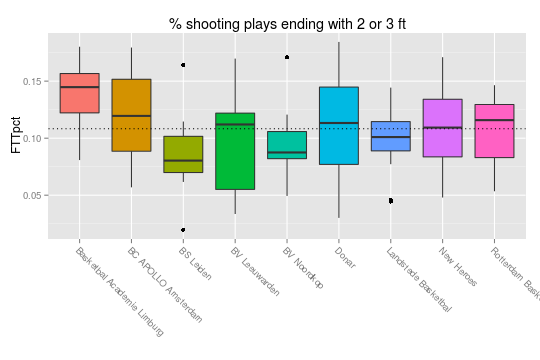 % shooting plays ending with 2 or 3 ft
FTTpct
0.15
0.10
0.05
Basketbal Academie Limburg
BC APOLLO Amsterdam
BS Leiden
BV Leeuwarden
BV Noordkop
Donar
Landstede Basketbal
New Heroes
Rotterdam Bask